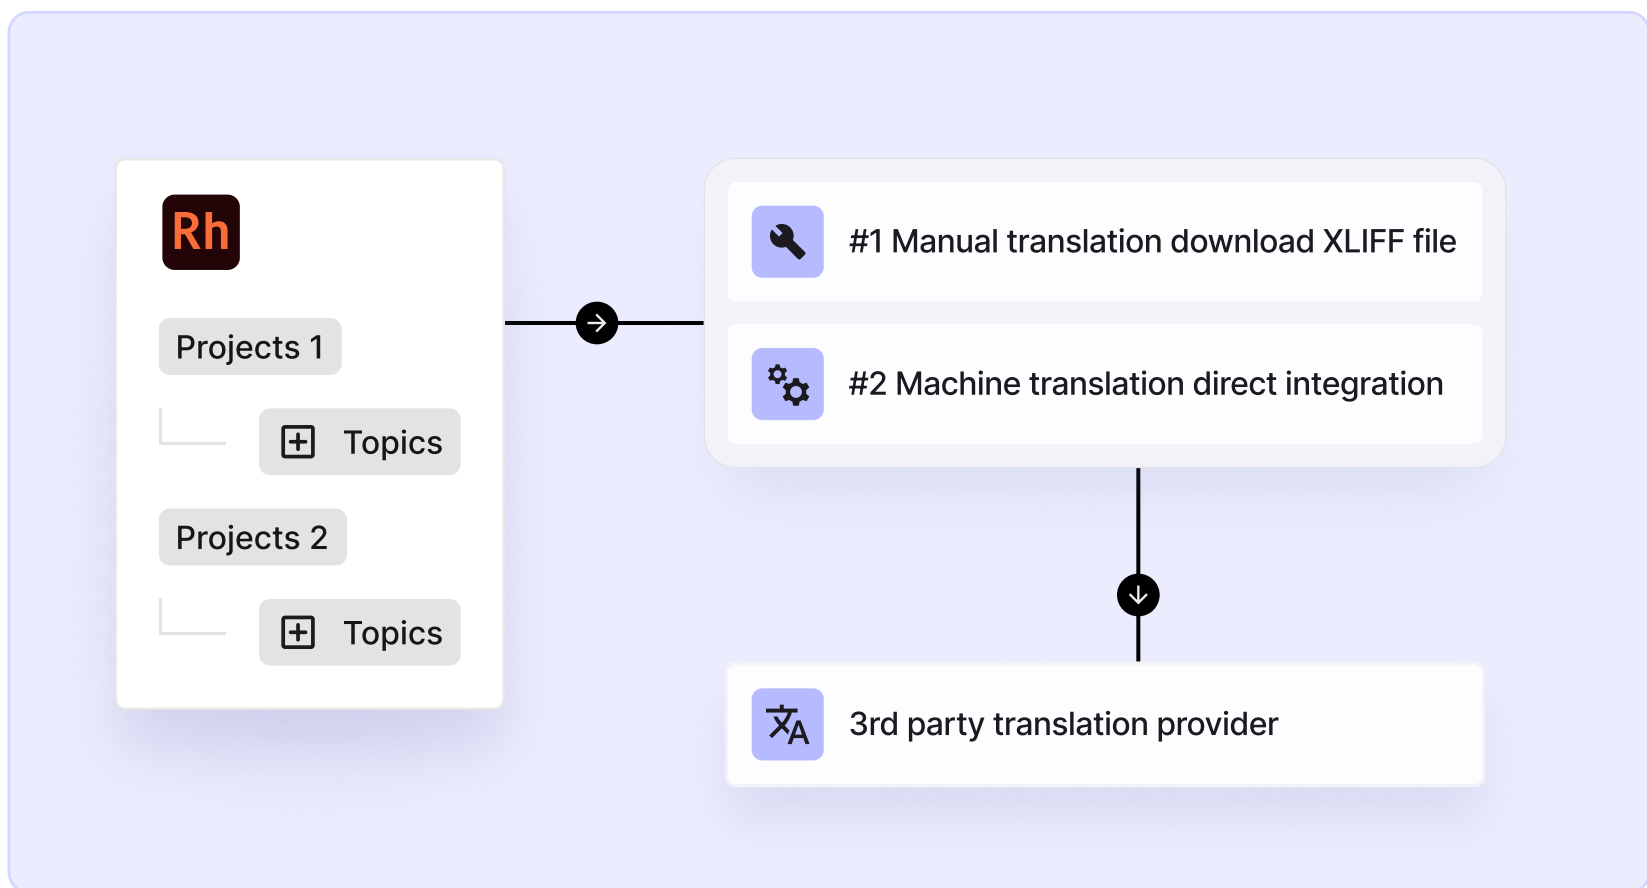 Rh
Projects 1
Topics
Projects 2
Topics
#1 Manual translation download XLIFF file
#2 Machine translation direct integration
3rd party translation provider